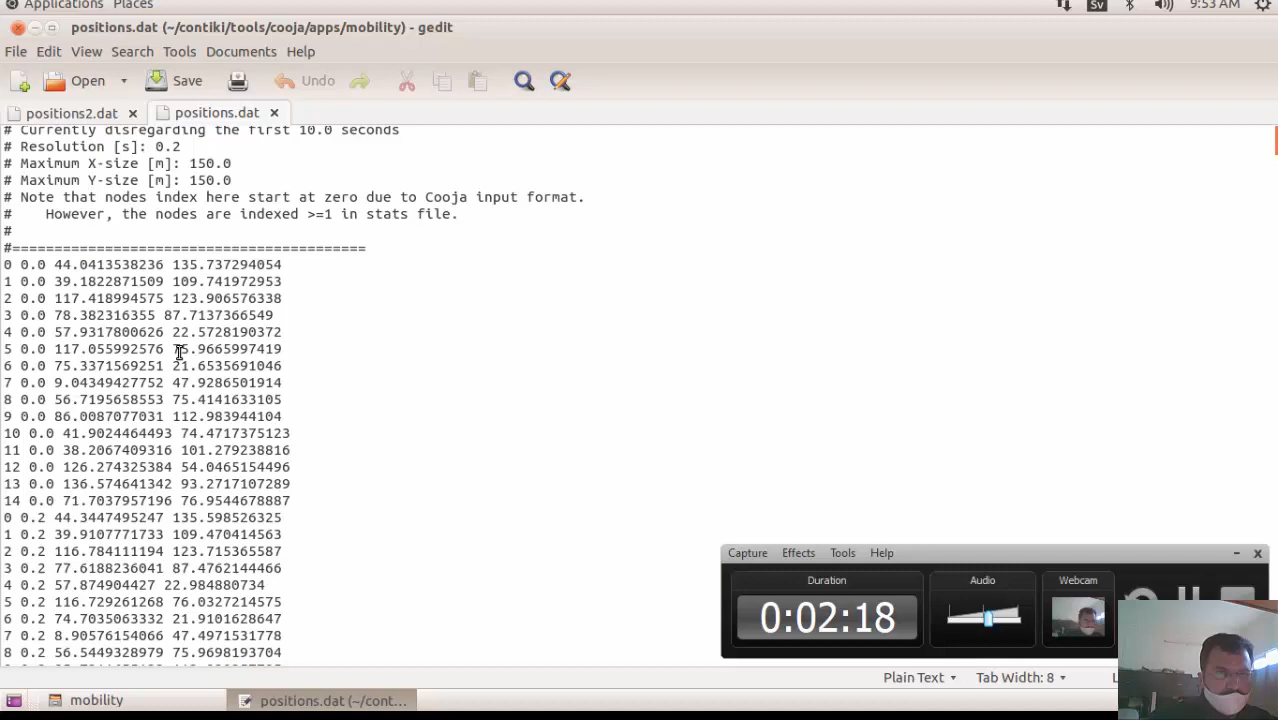 Applications Places Sv 9:53 AM
positions.dat (~/contiki/tools/cooja/apps/mobility) - gedit
File Edit View Search Tools Documents Help
Open Save Undo
positions2.dat positions.dat
# Currently disregarding the first 10.0 seconds
# Resolution [s]: 0.2
# Maximum X-size [m]: 150.0
# Maximum Y-size [m]: 150.0
# Note that nodes index here start at zero due to Cooja input format.
# However, the nodes are indexed >=1 in stats file.
#
#==========================================
0 0.0 44.0413538236 135.737294054
1 0.0 39.1822871509 109.741972953
2 0.0 117.418994575 123.906576338
3 0.0 78.382316355 87.7137366549
4 0.0 57.9317800626 22.5728190372
5 0.0 117.055992576 75.9665997419
6 0.0 75.3371569251 21.6535691046
7 0.0 9.04349427752 47.9286501914
8 0.0 56.7195658553 75.4141633105
9 0.0 86.0087077031 112.983944104
10 0.0 41.9024464493 74.4717375123
11 0.0 38.2067409316 101.279238816
12 0.0 126.274325384 54.0465154496
13 0.0 136.574641342 93.2717107289
14 0.0 71.7037957196 76.9544678887
0 0.2 44.3447495247 135.598526325
1 0.2 39.9107771733 109.470414563
2 0.2 116.784111194 123.715365587
3 0.2 77.6188236041 87.4762144466
4 0.2 57.874904427 22.984880734
5 0.2 116.729261268 76.0327214575
6 0.2 74.7035063332 21.9101628647
7 0.2 8.90576154066 47.4971531778
8 0.2 56.5449328979 75.9698193704
Capture Effects Tools Help
Duration Audio Webcam
0:02:18
Plain Text Tab Width: 8
mobility positions.dat (~/cont...